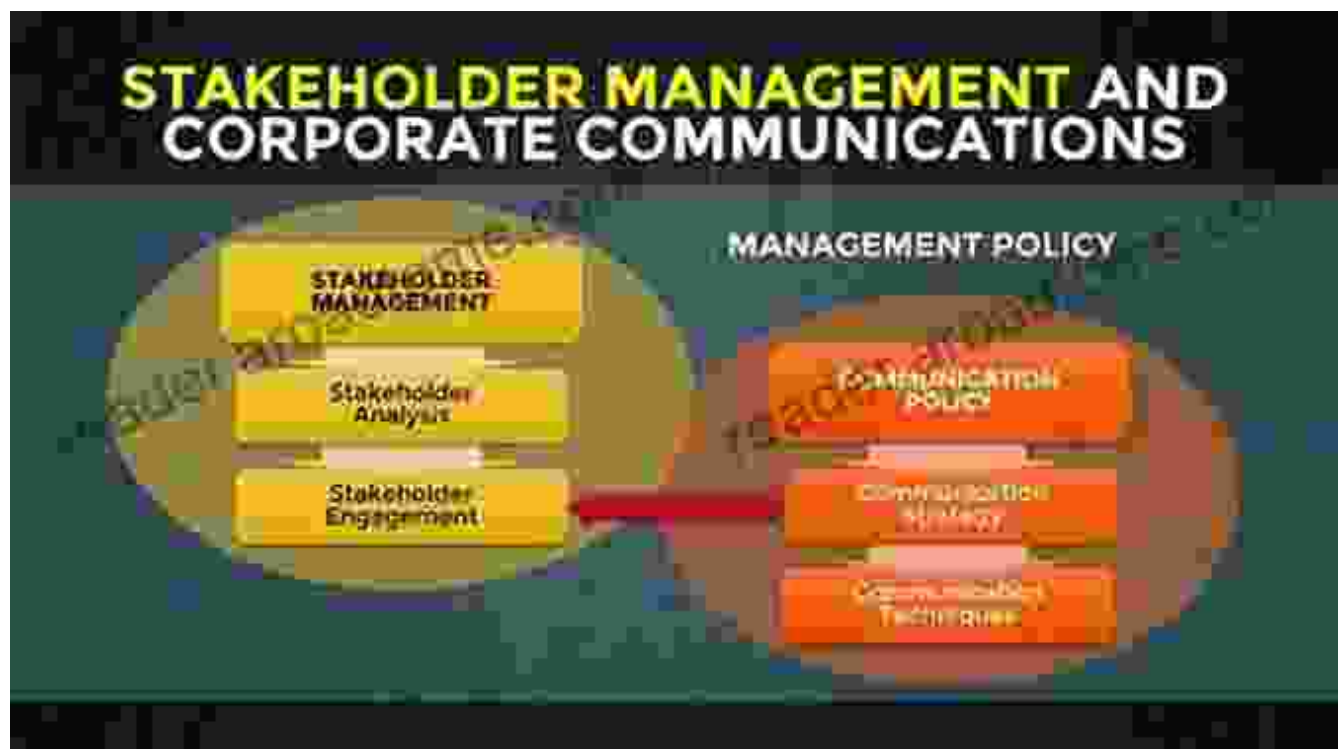 STAKEHOLDER MANAGEMENT AND
CORPORATE COMMUNICATIONS
MANAGEMENT POLICY
STAKEHOLDER
MANAGEMENT
Stakeholder
Analysis
Stakeholder
Engagement
COMMUNICATION
POLICY
Communication
Strategy
Communication
Techniques